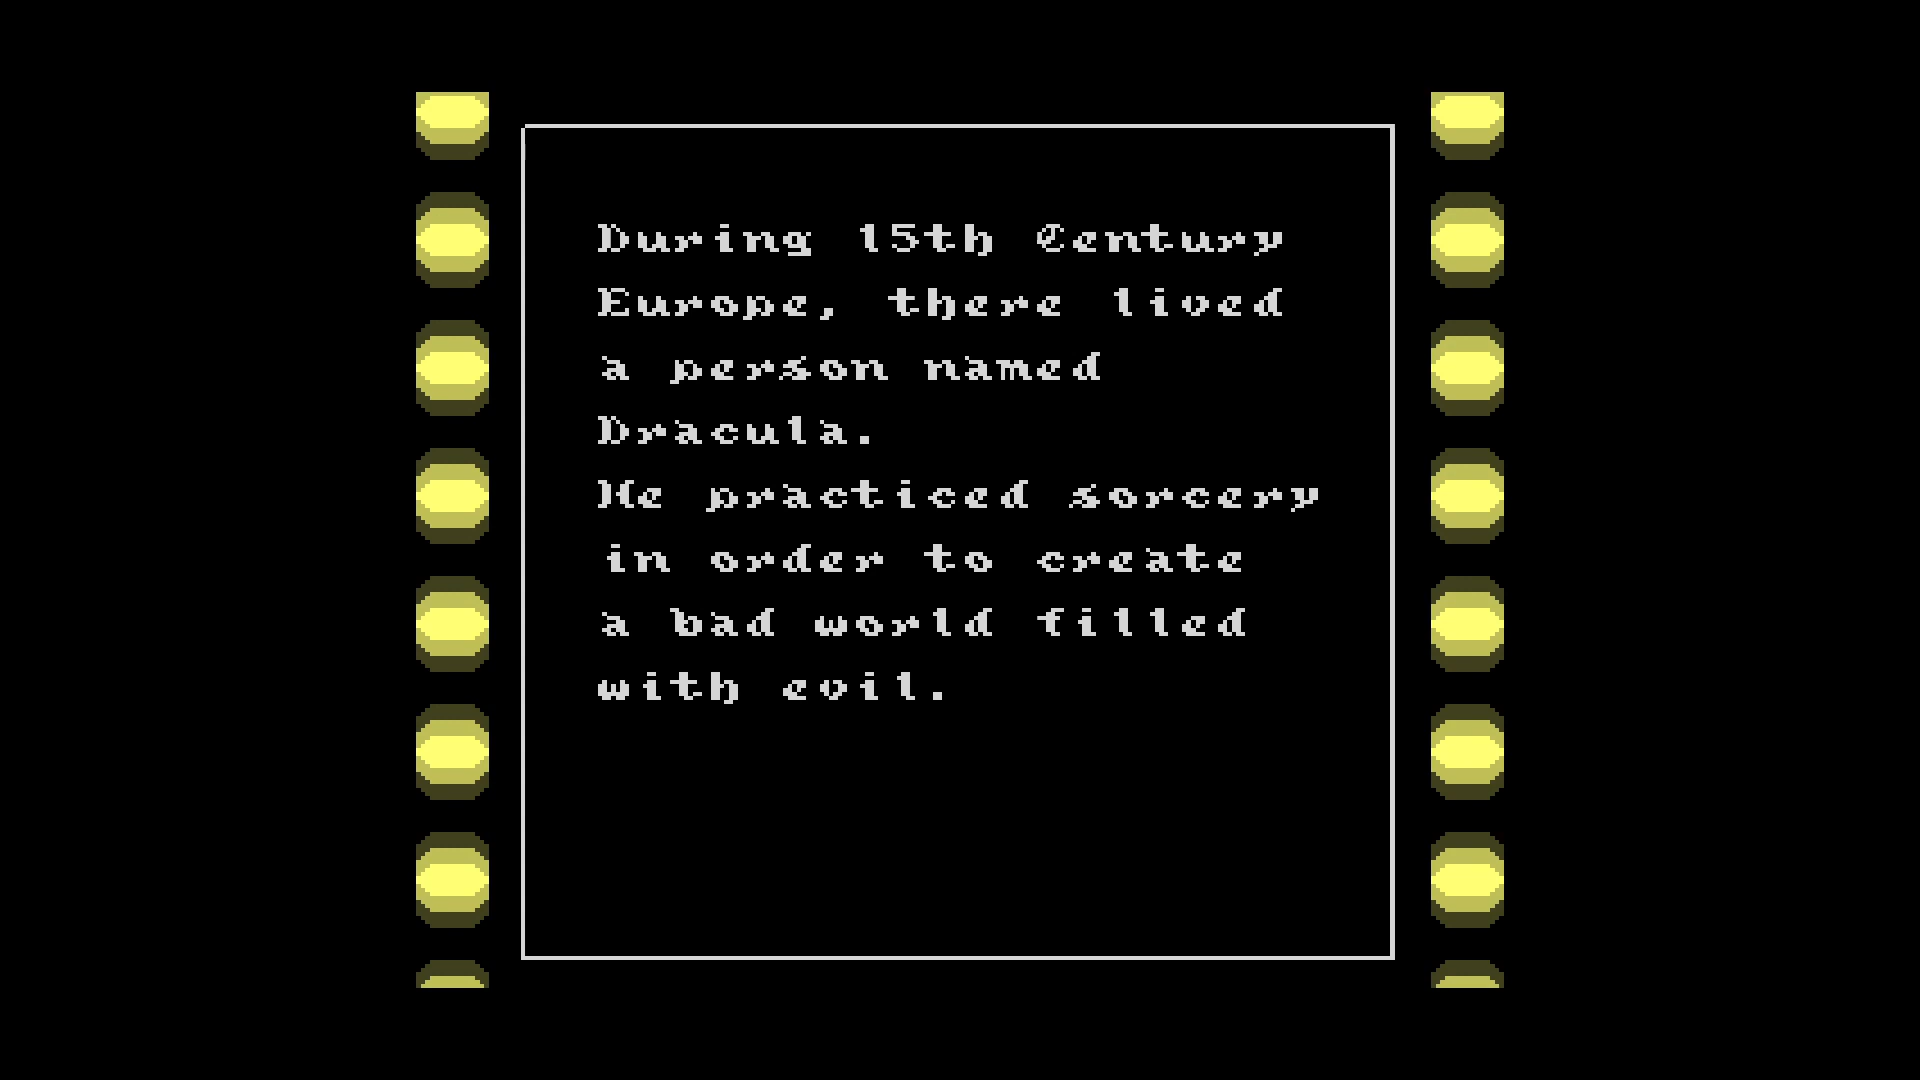 During 15th Century
Europe, there lived
a person named
Dracula.
He practiced sorcery
in order to create
a bad world filled
with evil.